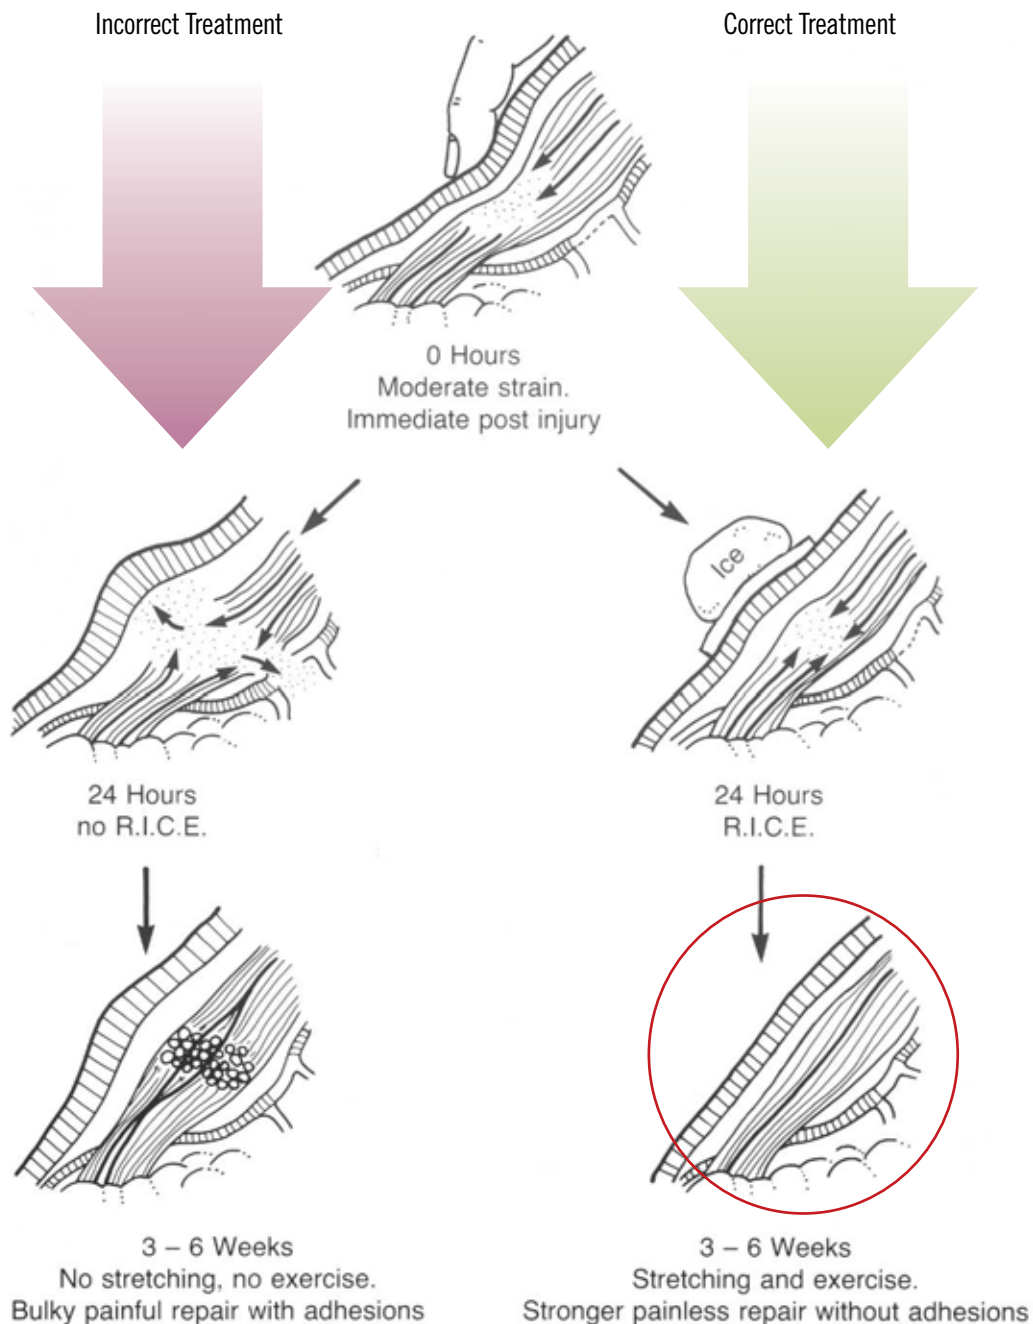 Incorrect Treatment
Correct Treatment
0 Hours
Moderate strain.
Immediate post injury
Ice
24 Hours
no R.I.C.E.
24 Hours
R.I.C.E.
3 – 6 Weeks
No stretching, no exercise.
Bulky painful repair with adhesions
3 – 6 Weeks
Stretching and exercise.
Stronger painless repair without adhesions